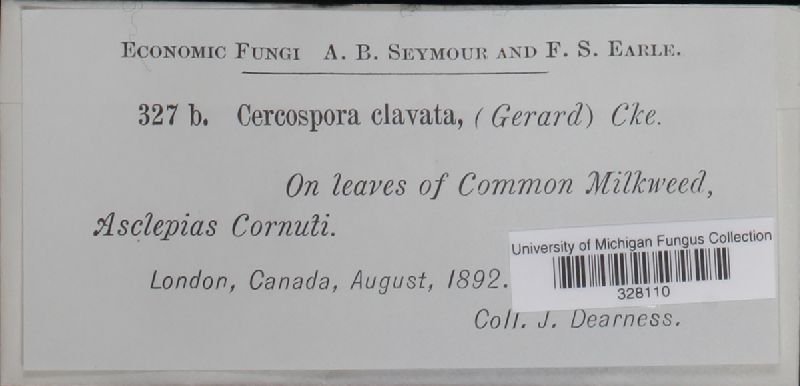 Economic Fungi A. B. Seymour and F. S. Earle.
327 b. Cercospora clavata, (Gerard) Cke.
On leaves of Common Milkweed,
Asclepias Cornuti.
London, Canada, August, 1892.
University of Michigan Fungus Collection
328110
Coll. J. Dearness.